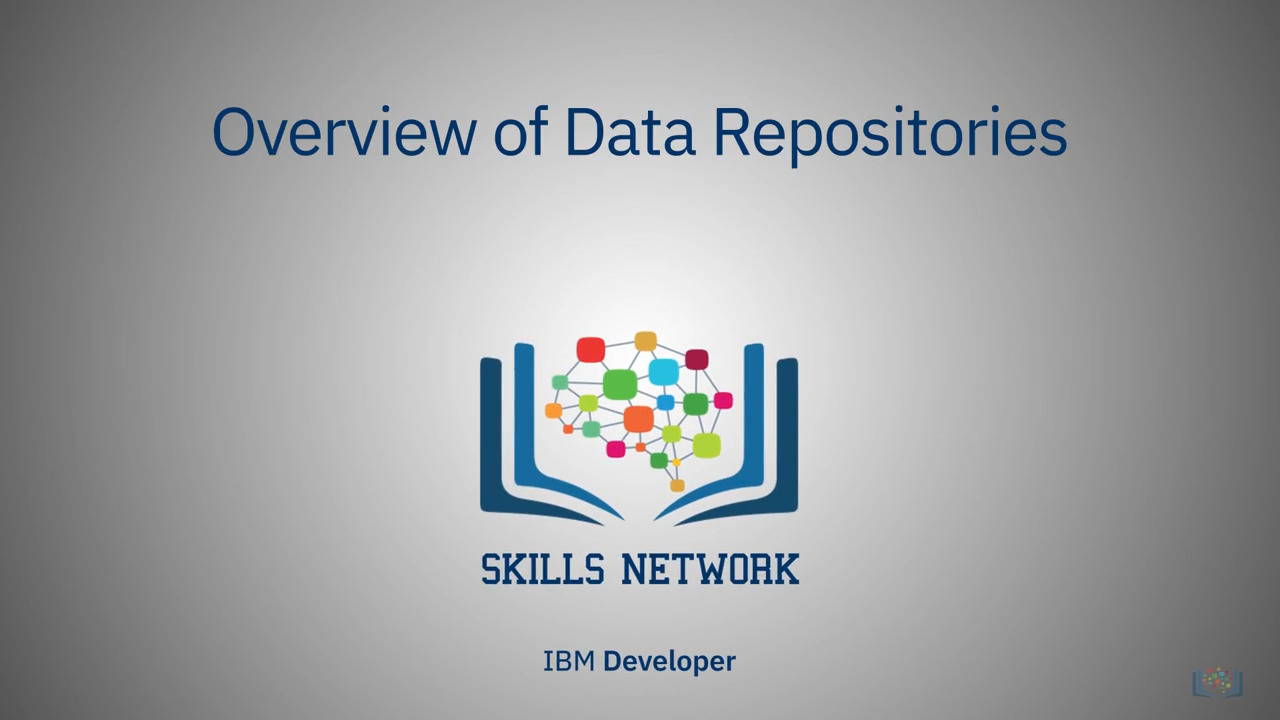 Overview of Data Repositories
SKILLS NETWORK
IBM Developer